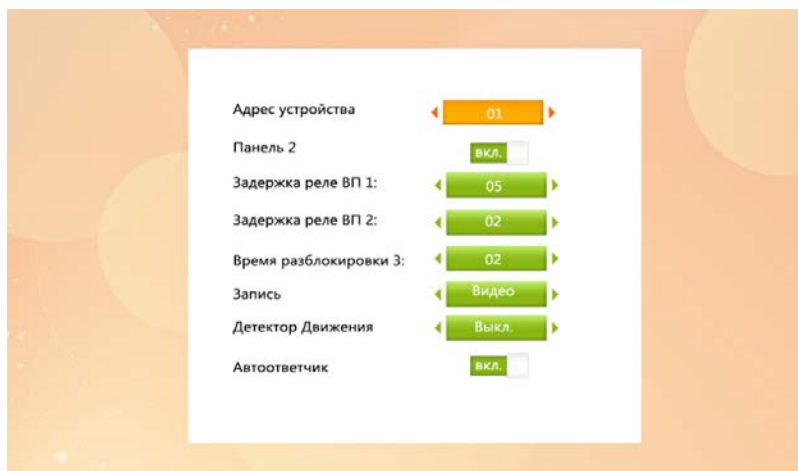 Адрес устройства 01
Панель 2 вкл.
Задержка реле ВП 1: 05
Задержка реле ВП 2: 02
Время разблокировки 3: 02
Запись Видео
Детектор Движения Выкл.
Автоответчик вкл.